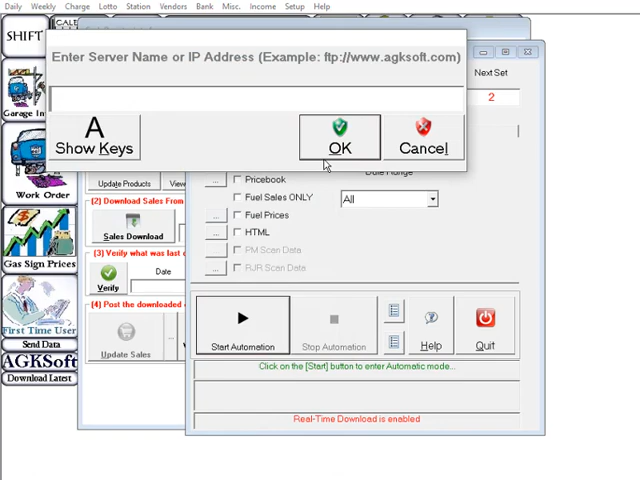 Daily Weekly Charge Lotto Station Vendors Bank Misc. Income Setup Help
SHIFT
Enter Server Name or IP Address (Example: ftp://www.agksoft.com)
Next Set
2
A
Show Keys
OK
Cancel
Garage In
Work Order
Gas Sign Prices
First Time User
Send Data
AGKSoft
Download Latest
Update Products
View
(2) Download Sales From
Sales Download
(3) Verify what was last
Date
Verify
(4) Post the downloaded
Update Sales
...
Date Range
... Pricebook
Fuel Sales ONLY
All
... Fuel Prices
... HTML
PM Scan Data
... RJR Scan Data
Start Automation
Stop Automation
Help
Quit
Click on the [Start] button to enter Automatic mode...
Real-Time Download is enabled